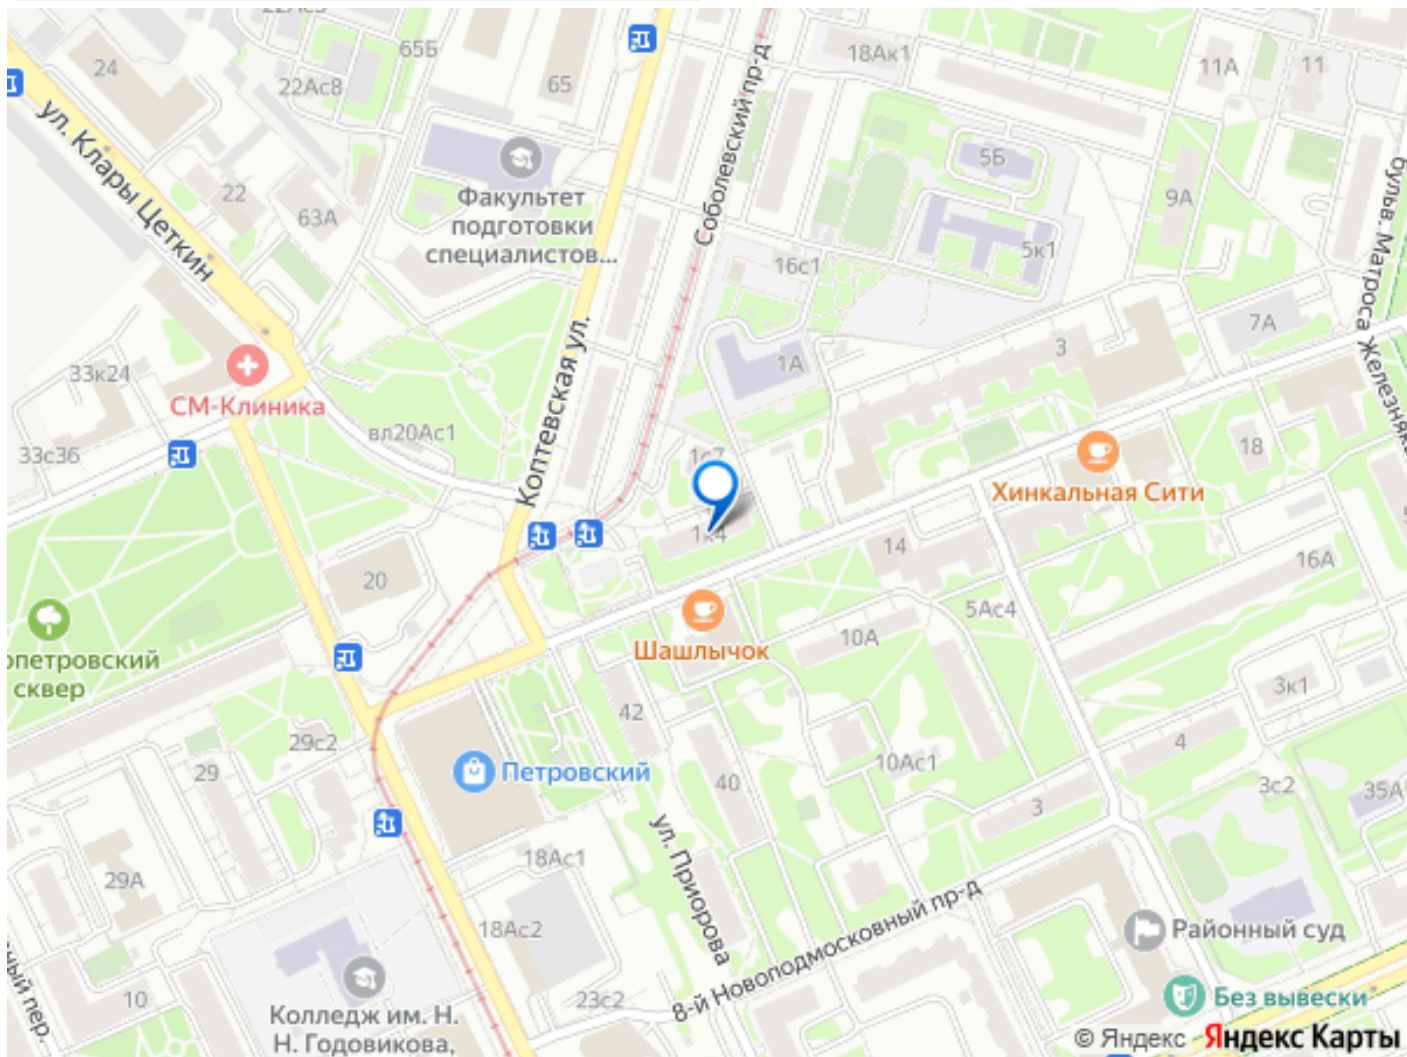 22Ас5
24
65Б
22Ас8
65
18Ак1
11А
11
ул. Клары Цеткин
Соболевский пр-д
5Б
22
63А
Факультет
подготовки
специалистов...
9А
бульв. Матроса Железняка
16с1
5к1
7А
3
1А
Коптевская ул.
33к24
СМ-Клиника
вл20Ас1
33с36
1с7
18
Хинкальная Сити
1к4
14
16А
20
5Ас4
10А
Шашлычок
опетровский
сквер
3к1
42
29с2
4
29
Петровский
10Ас1
40
3с2
35А
3
ул. Приорова
18Ас1
29А
8-й Новоподмосковный пр-д
18Ас2
Районный суд
ный пер.
10
23с2
Без вывески
Колледж им. Н.
Н. Годовикова,
© Яндекс Яндекс Карты